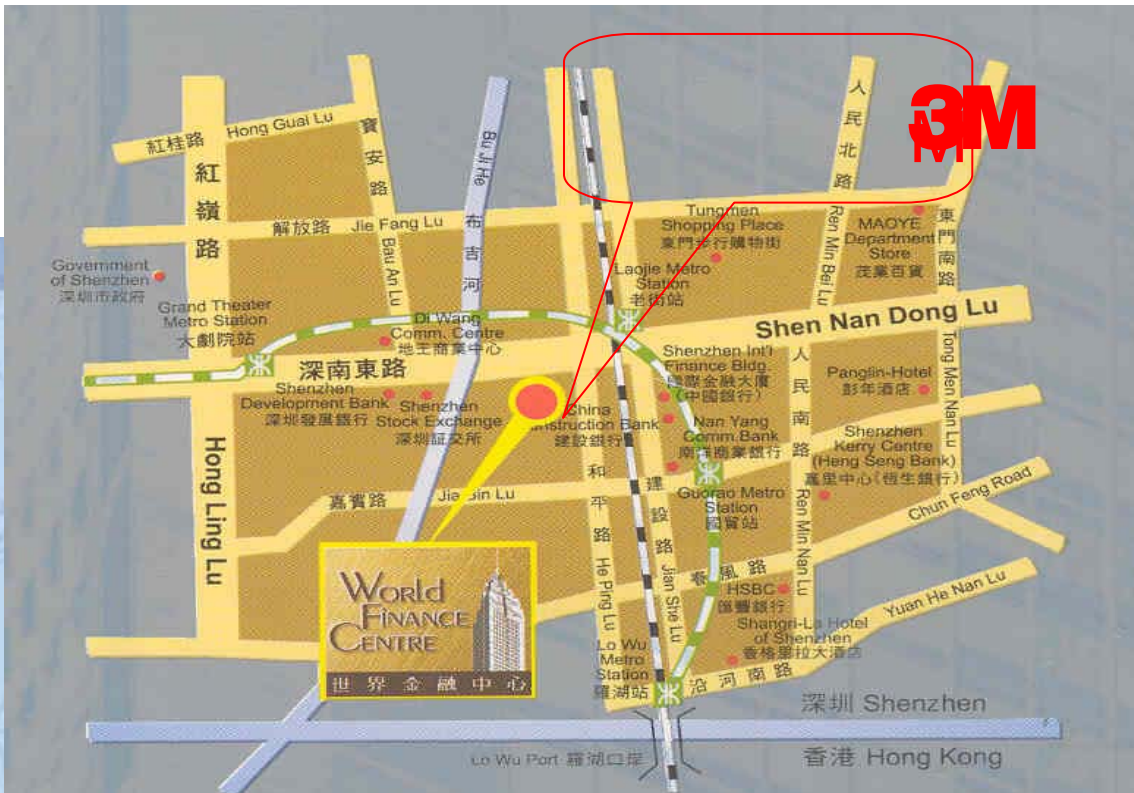 3M
M
紅桂路 Hong Guai Lu
紅嶺路
寶安路
Bu Ji He
布吉河
人民北路
解放路 Jie Fang Lu
Bau An Lu
Tungmen
Shopping Place
東門步行購物街
Ren Min Bei Lu
MAOYE
Department
Store
茂業百貨
東門南路
Government
of Shenzhen
深圳市政府
Grand Theater
Metro Station
大劇院站
Di Wang
Comm. Centre
地王商業中心
Laojie Metro
Station
老街站
Shen Nan Dong Lu
深南東路
Shenzhen
Development Bank
深圳發展銀行
Shenzhen
Stock Exchange
深圳証交所
China
nstruction Bank
建設銀行
Shenzhen Int'l
Finance Bldg.
國際金融大廈
(中國銀行)
Nan Yang
Comm.Bank
南洋商業銀行
人民南路
Panglin-Hotel
彭年酒店
Tong Men Nan Lu
Shenzhen
Kerry Centre
(Heng Seng Bank)
嘉里中心(恆生銀行)
Hong Ling Lu
嘉賓路 Jia Bin Lu
和平路
He Ping Lu
建設路
Jian She Lu
Guorao Metro
Station
國貿站
Ren Min Nan Lu
Chun Feng Road
春風路
HSBC
匯豐銀行
Yuan He Nan Lu
Shangri-La Hotel
of Shenzhen
香格里拉大酒店
World
Finance
Centre
世界金融中心
Lo Wu
Metro
Station
羅湖站
沿河南路
深圳 Shenzhen
Lo Wu Port 羅湖口岸
香港 Hong Kong